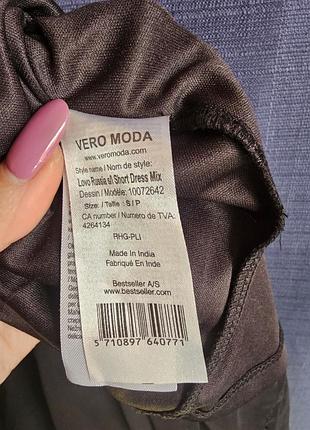 VERO MODA
www.veromoda.com
Style name / Nom de style:
Lovo Russia s/l Short Dress Mix
Dessin / Modèle: 10072642
Size: / Taille : S / P
CA number / Numero de TVA:
4264134
RHG-PLI
Made In India
Fabriqué En Inde
Bestseller A/S
www.bestseller.com
5 710897 640771